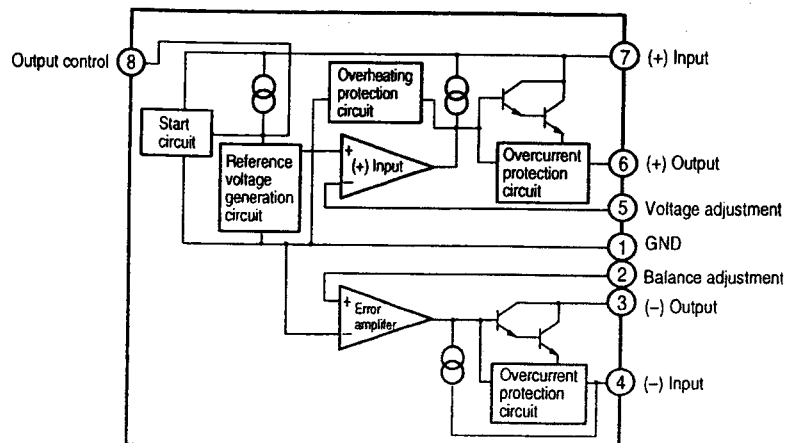 Output control
8
7
(+) Input
Start
circuit
Overheating
protection
circuit
Reference
voltage
generation
circuit
+
(+) Input
−
Overcurrent
protection
circuit
6
(+) Output
5
Voltage adjustment
1
GND
2
Balance adjustment
+
Error
amplifer
−
3
(−) Output
Overcurrent
protection
circuit
4
(−) Input